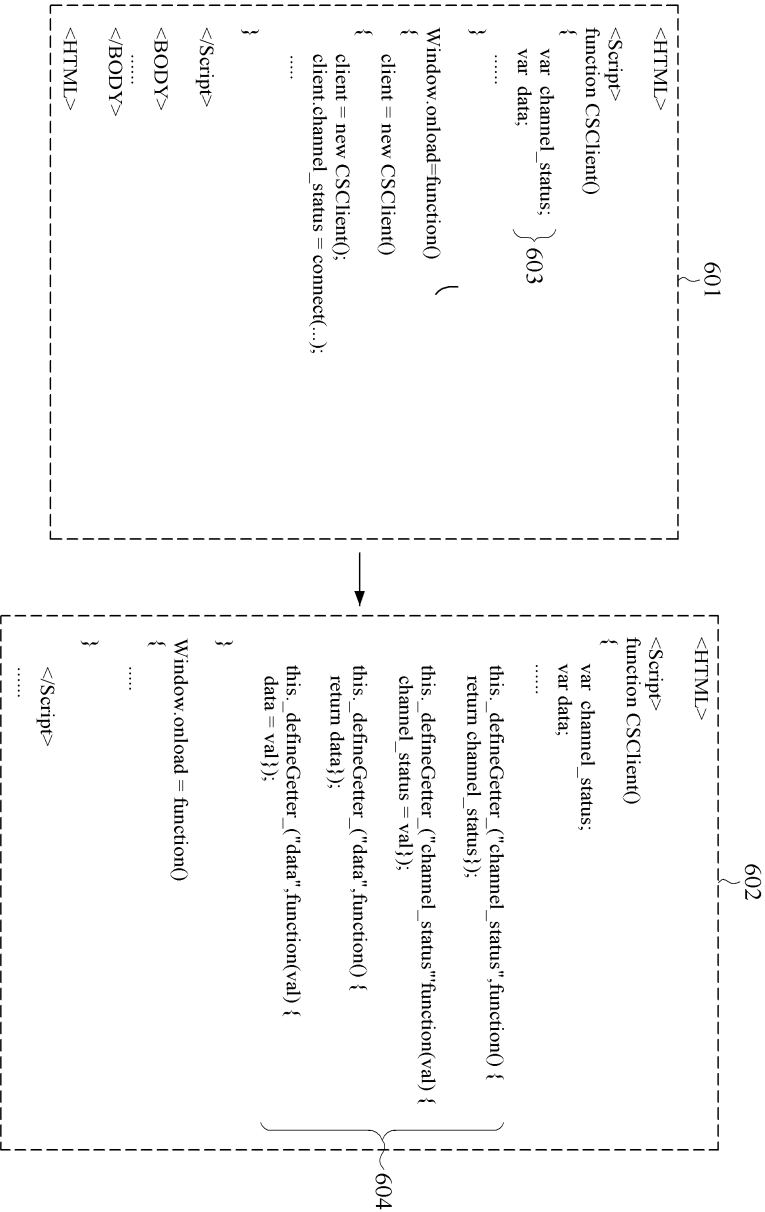 601
<HTML>
<Script>
function CSClient()
{
var channel_status;
var data;
603
......
}
Window.onload=function()
{
client = new CSClient()
{
client = new CSClient();
client.channel_status = connect(...);
.....
}
</Script>
<BODY>
......
</BODY>
<HTML>
602
<HTML>
<Script>
function CSClient()
{
var channel_status;
var data;
......
this._defineGetter_("channel_status",function() {
return channel_status});
this._defineGetter_("channel_status"'function(val) {
channel_status = val});
this._defineGetter_("data",function() {
return data});
this._defineGetter_("data",function(val) {
data = val});
604
}
Window.onload = function()
{
.....
}
</Script>
......